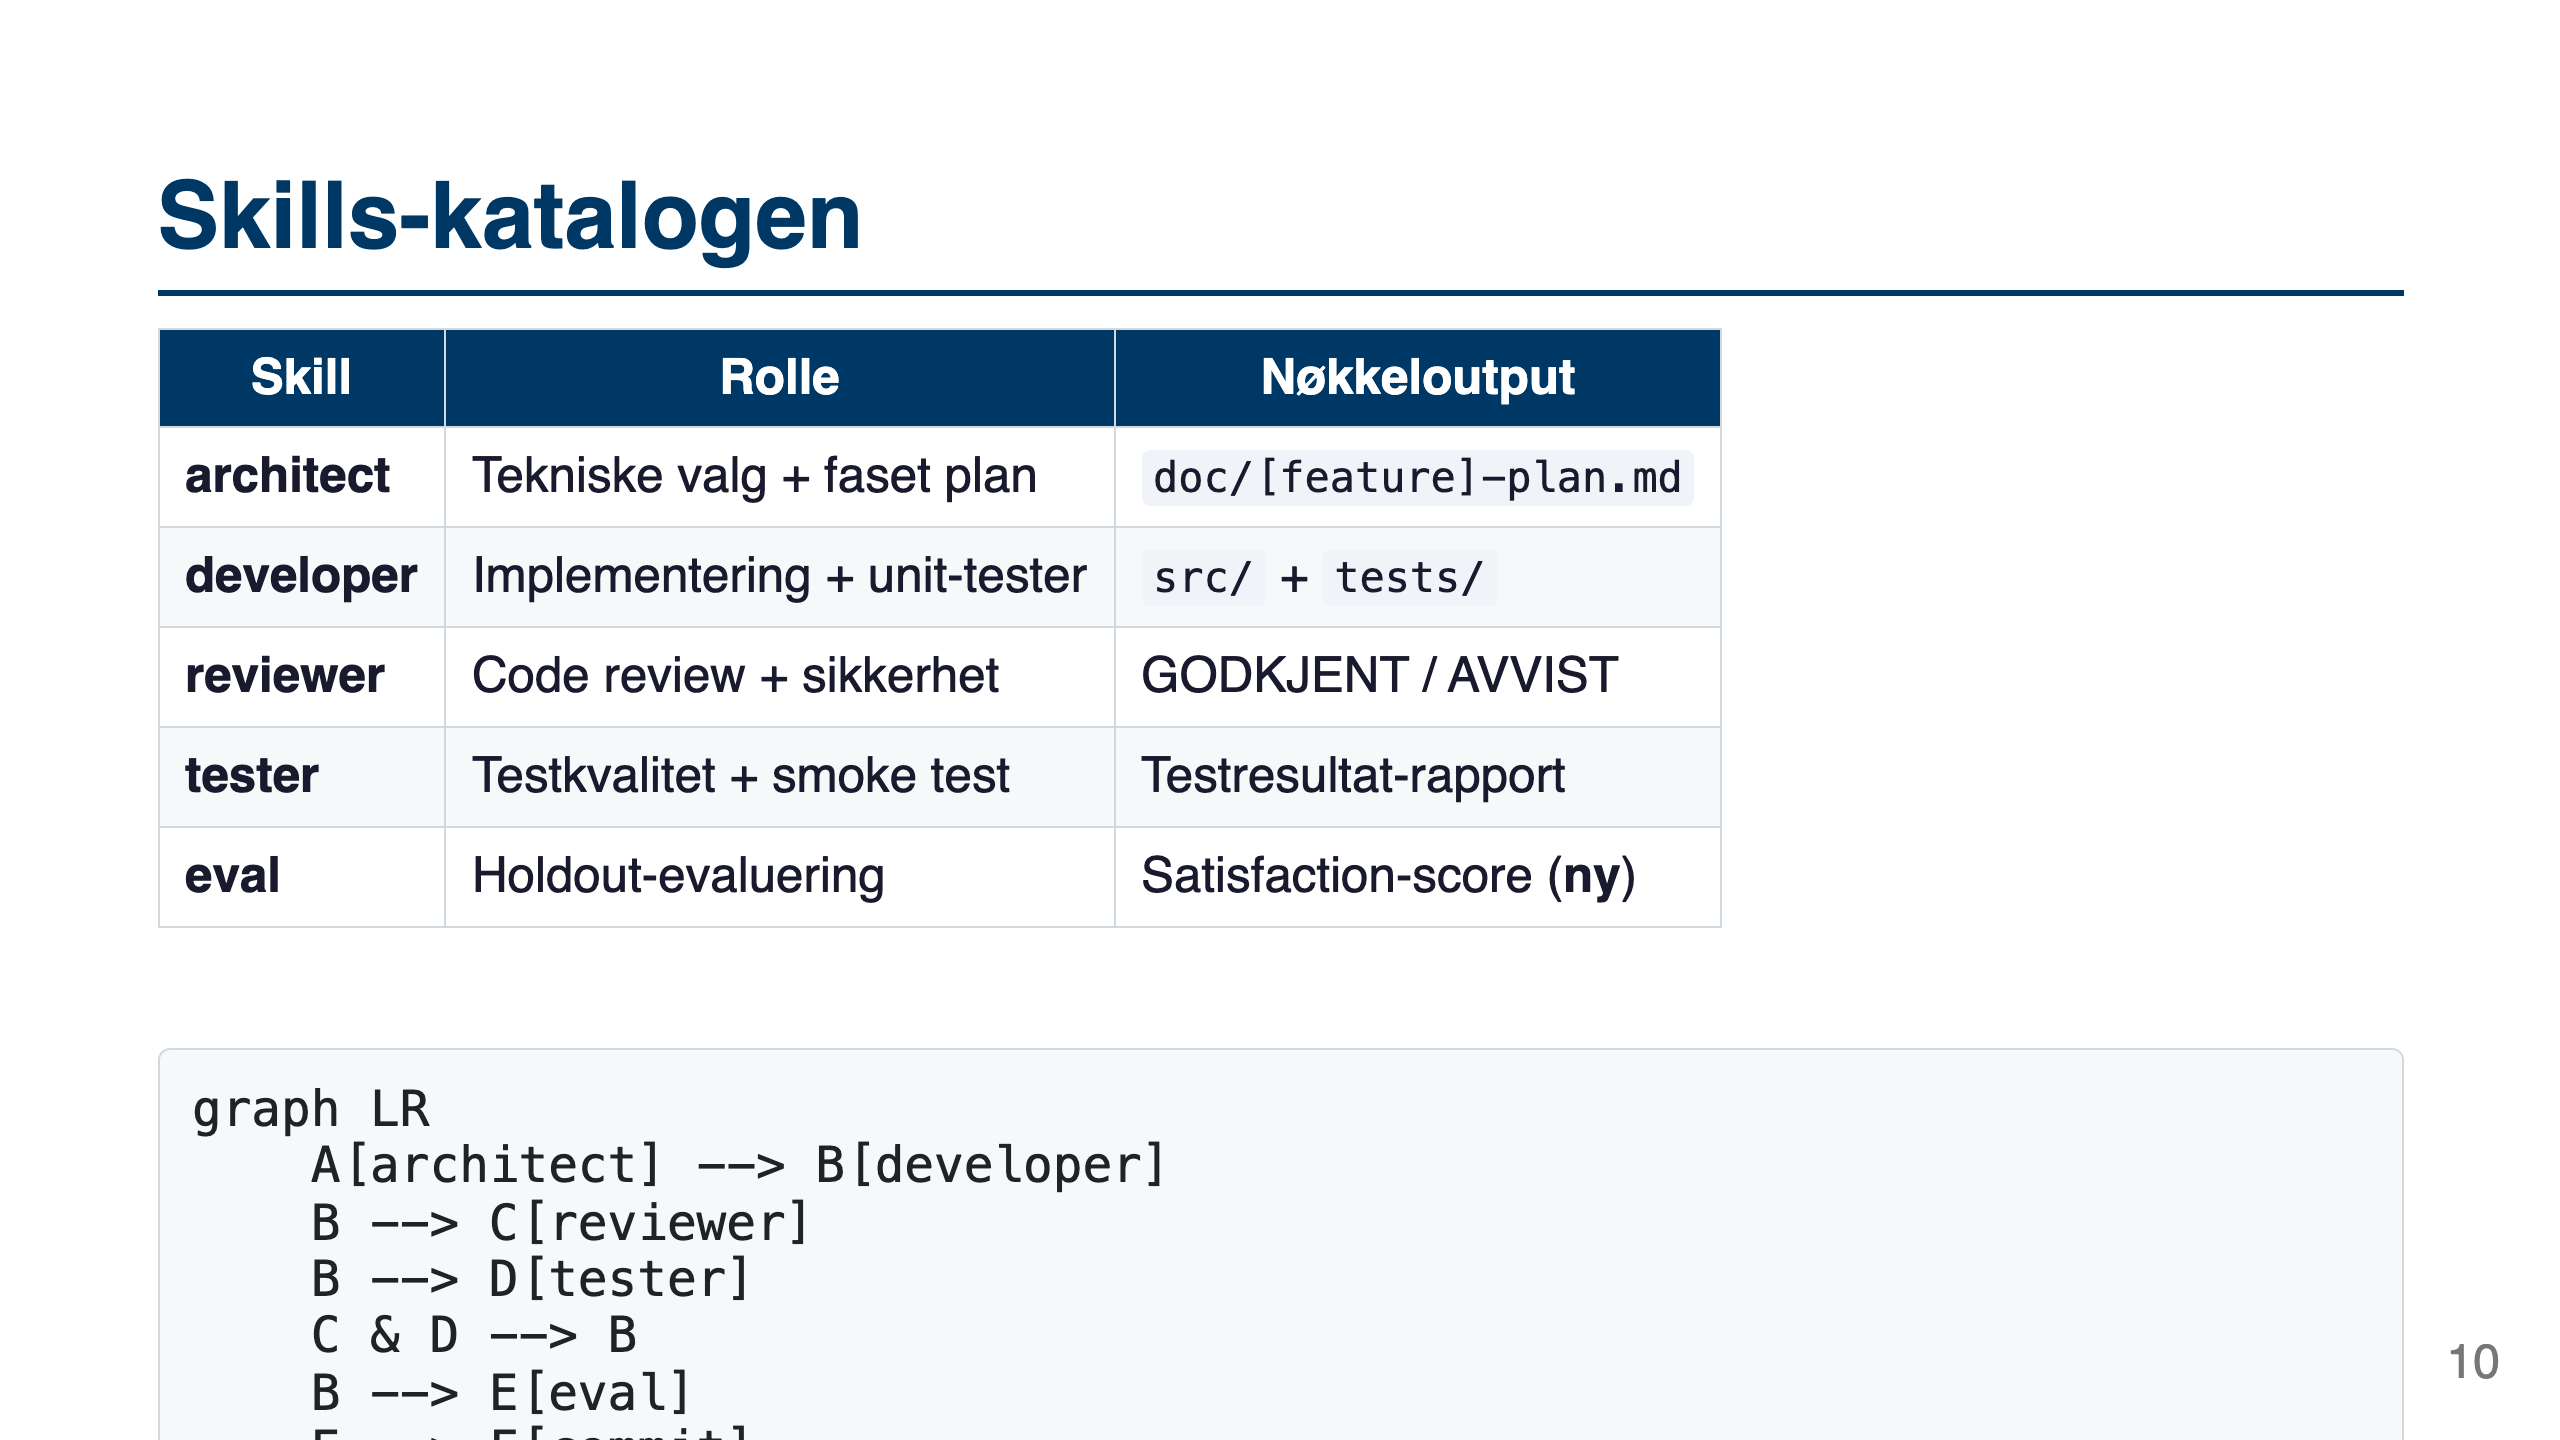 Skills-katalogen
Skill Rolle Nøkkeloutput
architect Tekniske valg + faset plan doc/[feature]-plan.md
developer Implementering + unit-tester src/ + tests/
reviewer Code review + sikkerhet GODKJENT / AVVIST
tester Testkvalitet + smoke test Testresultat-rapport
eval Holdout-evaluering Satisfaction-score (ny)
graph LR
    A[architect] --> B[developer]
    B --> C[reviewer]
    B --> D[tester]
    C & D --> B
    B --> E[eval]
10